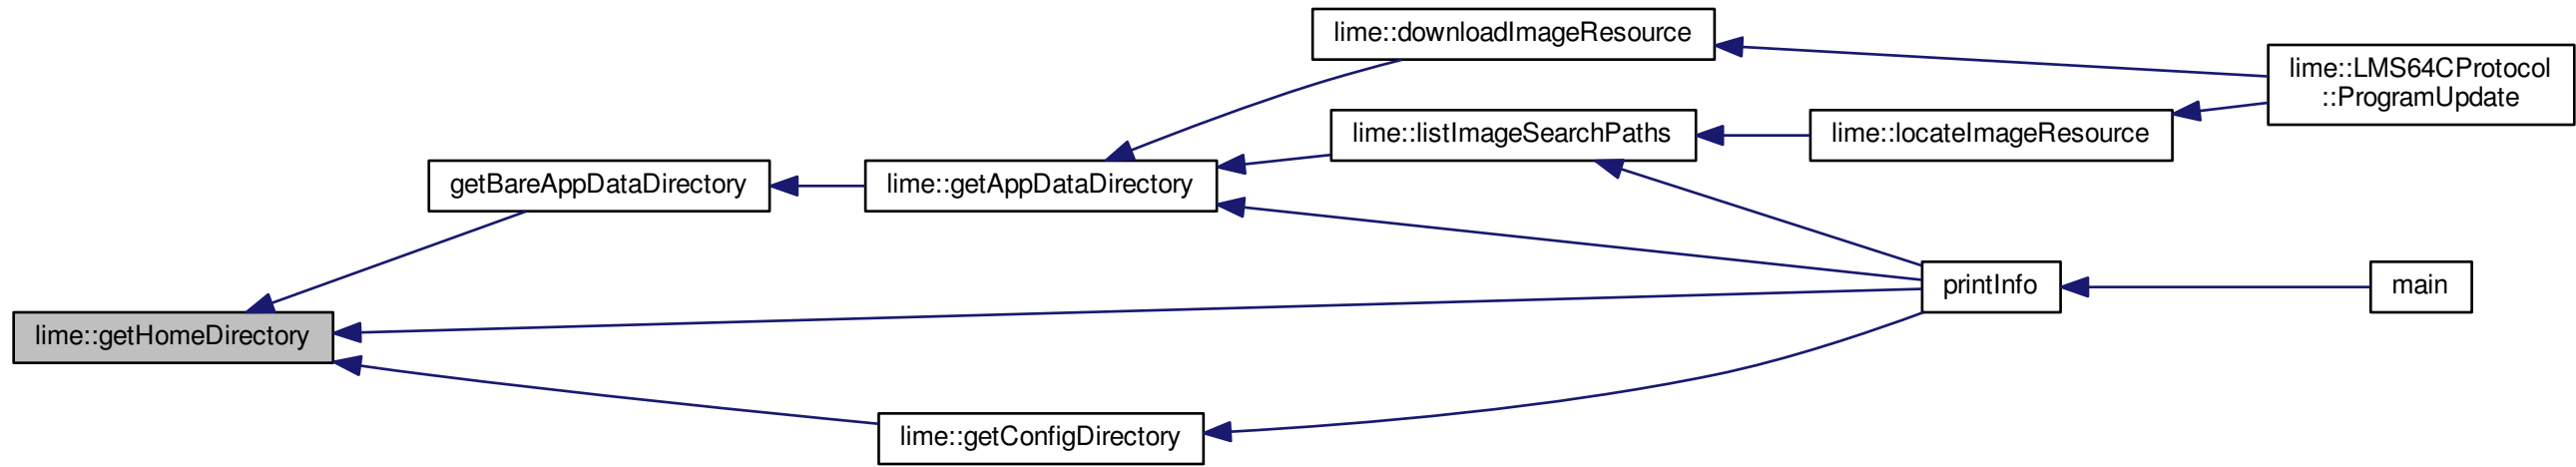 lime::downloadImageResource
lime::LMS64CProtocol
::ProgramUpdate
lime::listImageSearchPaths
lime::locateImageResource
getBareAppDataDirectory
lime::getAppDataDirectory
printInfo
main
lime::getHomeDirectory
lime::getConfigDirectory